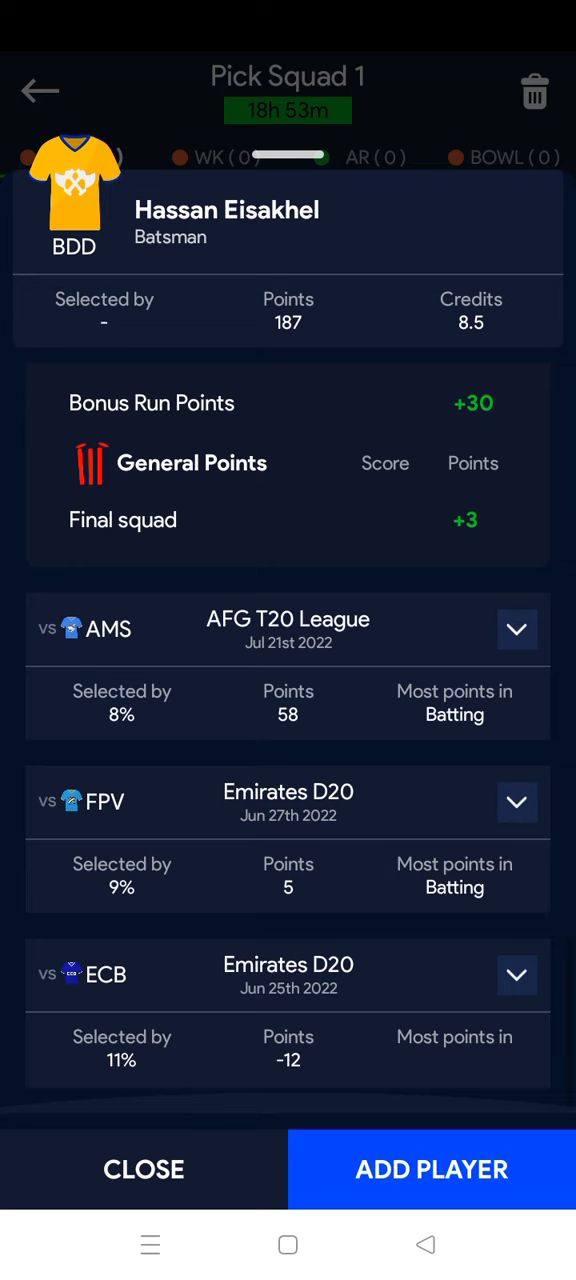 Pick Squad 1
18h 53m
WK ( 0 AR ( 0 ) BOWL ( 0 )
Hassan Eisakhel
Batsman
BDD
Selected by Points Credits
- 187 8.5
Bonus Run Points +30
General Points Score Points
Final squad +3
vs AMS AFG T20 League
Jul 21st 2022
Selected by Points Most points in
8% 58 Batting
vs FPV Emirates D20
Jun 27th 2022
Selected by Points Most points in
9% 5 Batting
vs ECB Emirates D20
Jun 25th 2022
Selected by Points Most points in
11% -12
CLOSE ADD PLAYER